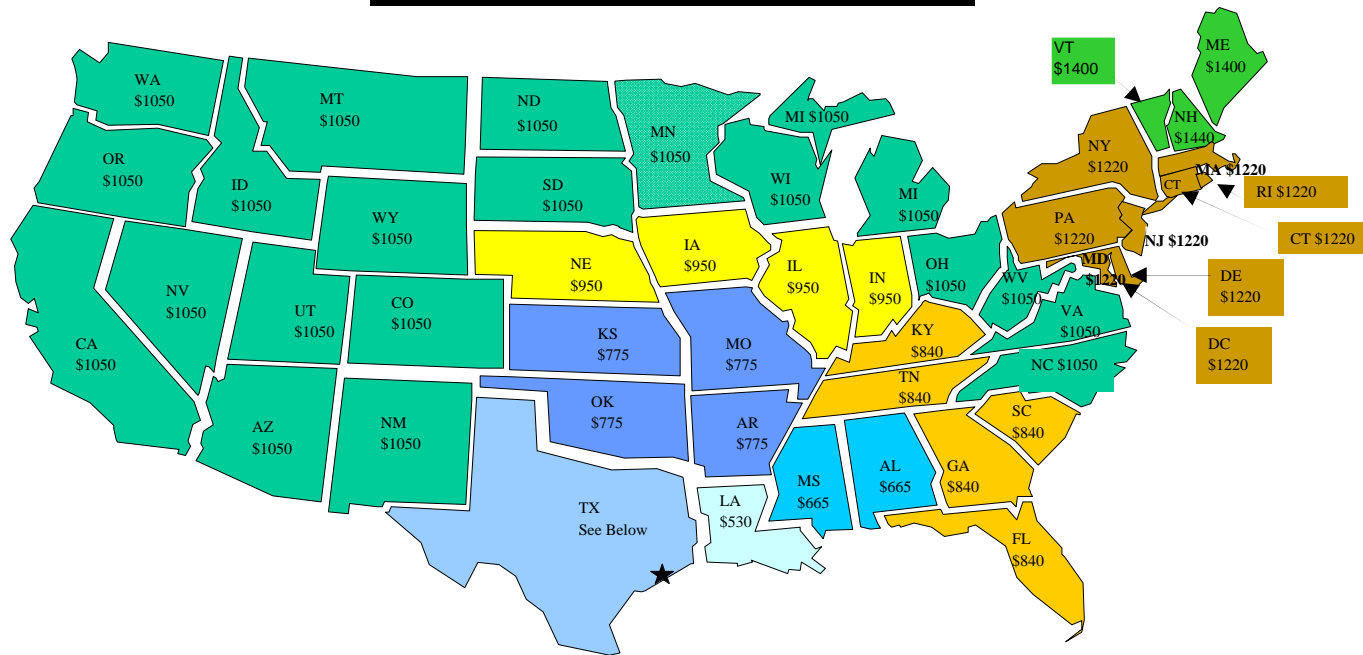 VT
$1400
ME
$1400
NH
$1440
WA
$1050
MT
$1050
ND
$1050
MN
$1050
MI $1050
NY
$1220
MA $1220
CT
RI $1220
CT $1220
OR
$1050
ID
$1050
SD
$1050
WI
$1050
MI
$1050
PA
$1220
NJ $1220
WY
$1050
IA
$950
NE
$950
IL
$950
IN
$950
OH
$1050
WV
$1050
MD
$1220
DE
$1220
DC
$1220
NV
$1050
UT
$1050
CO
$1050
CA
$1050
KS
$775
MO
$775
KY
$840
VA
$1050
TN
$840
NC $1050
AZ
$1050
NM
$1050
OK
$775
AR
$775
SC
$840
MS
$665
AL
$665
GA
$840
TX
See Below
LA
$530
FL
$840